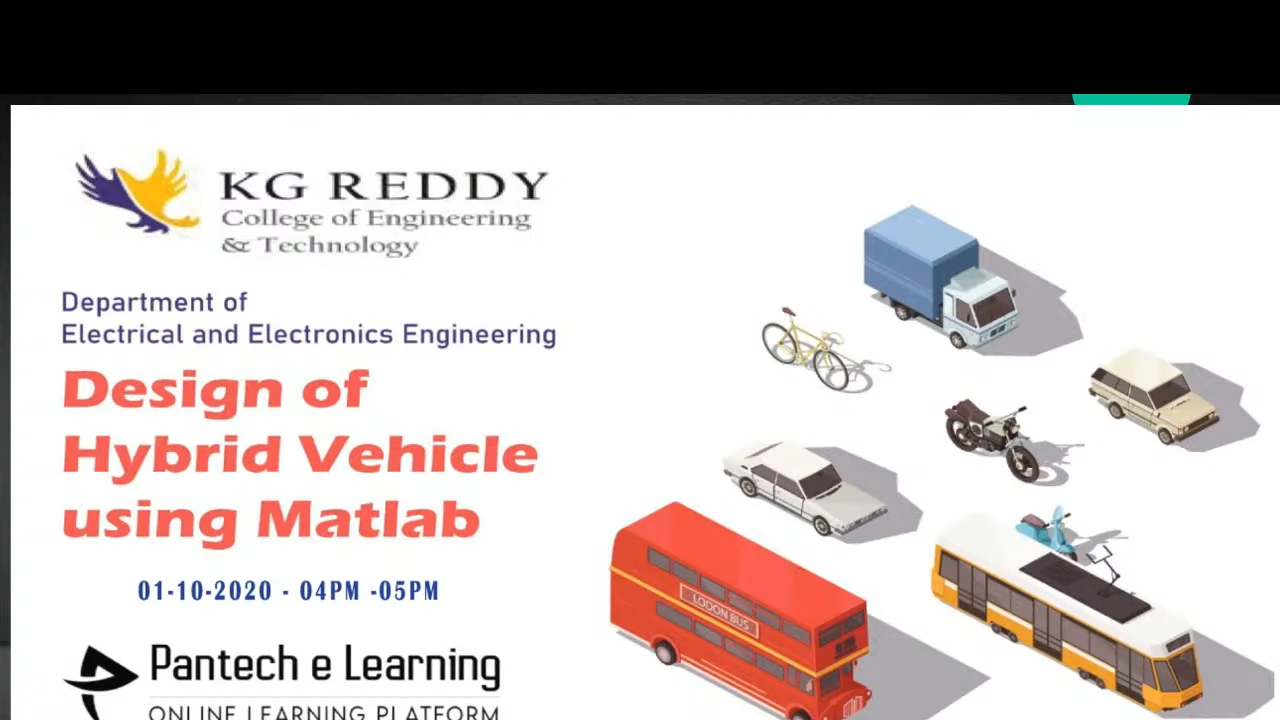 KG REDDY
College of Engineering
& Technology
Department of
Electrical and Electronics Engineering
Design of
Hybrid Vehicle
using Matlab
01-10-2020 - 04PM -05PM
Pantech e Learning
ONLINE LEARNING PLATFORM
LODON BUS